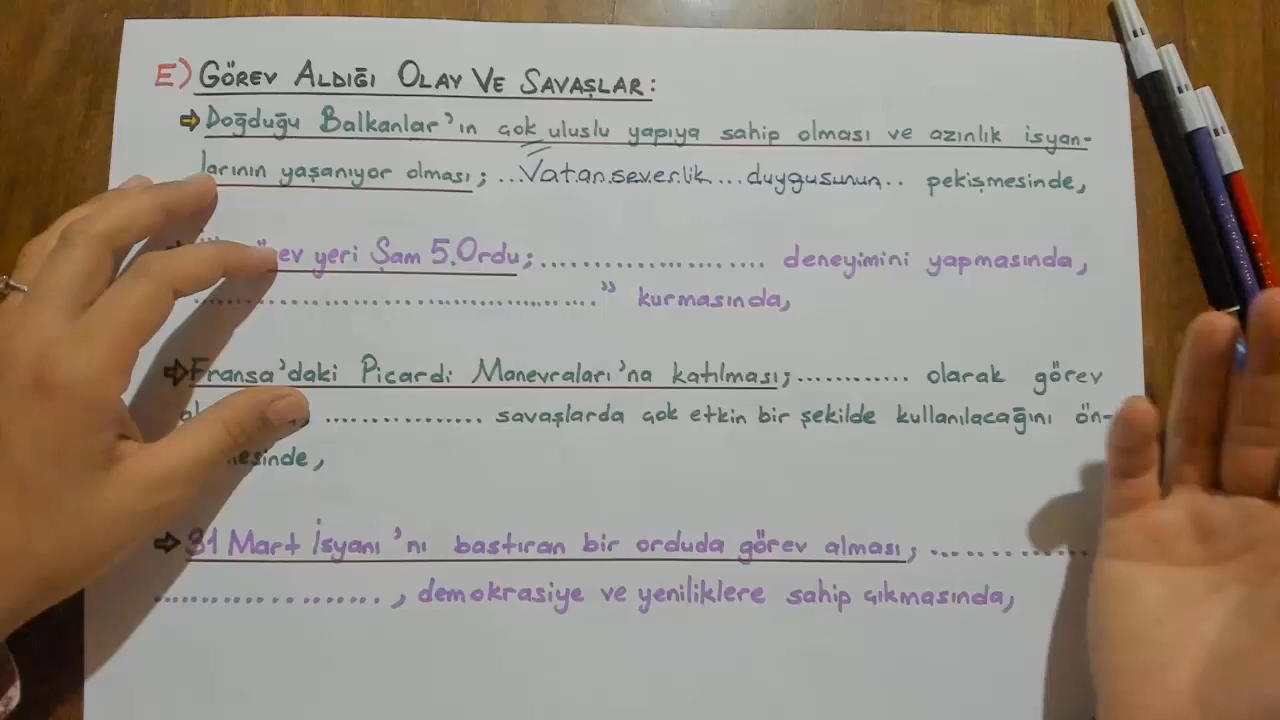 E) GÖREV ALDIĞI OLAY VE SAVAŞLAR:
⇨ Doğduğu Balkanlar'ın çok uluslu yapıya sahip olması ve azınlık isyan-
larının yaşanıyor olması; ...Vatanseverlik...duygusunun.. pekişmesinde,
yeri Şam 5.Ordu; ...................... deneyimini yapmasında,
........................................" kurmasında,
⇨ Fransa'daki Picardi Manevraları'na katılması; ........... olarak görev
................ savaşlarda çok etkin bir şekilde kullanılacağını ön-
⇨ 31 Mart İsyanı'nı bastıran bir orduda görev alması; ............
....................., demokrasiye ve yeniliklere sahip çıkmasında,